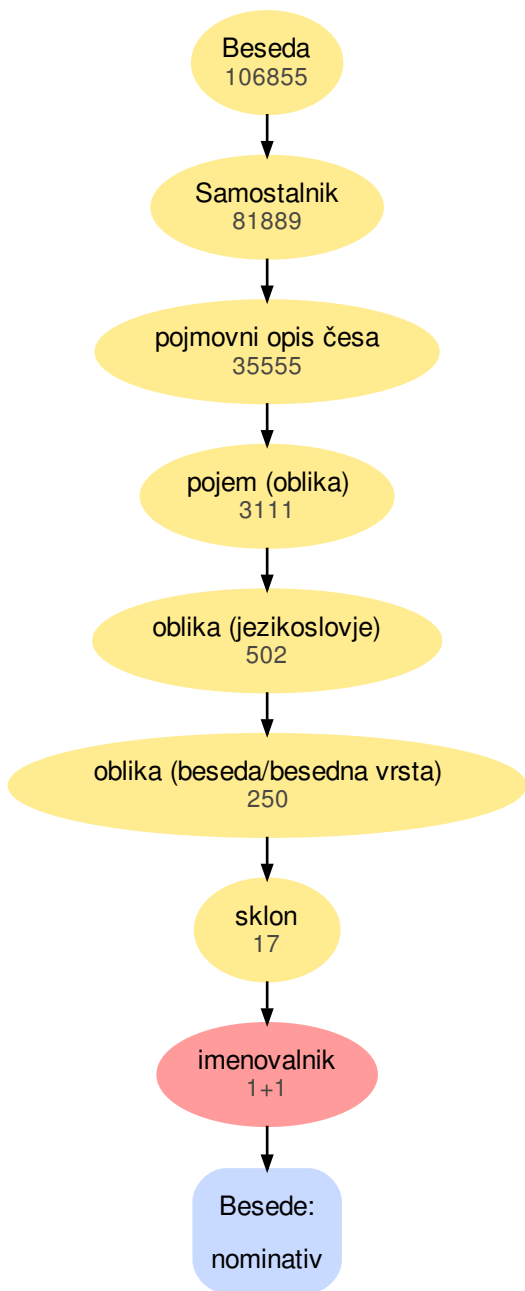 Beseda
106855
Samostalnik
81889
pojmovni opis česa
35555
pojem (oblika)
3111
oblika (jezikoslovje)
502
oblika (beseda/besedna vrsta)
250
sklon
17
imenovalnik
1+1
Besede:
nominativ